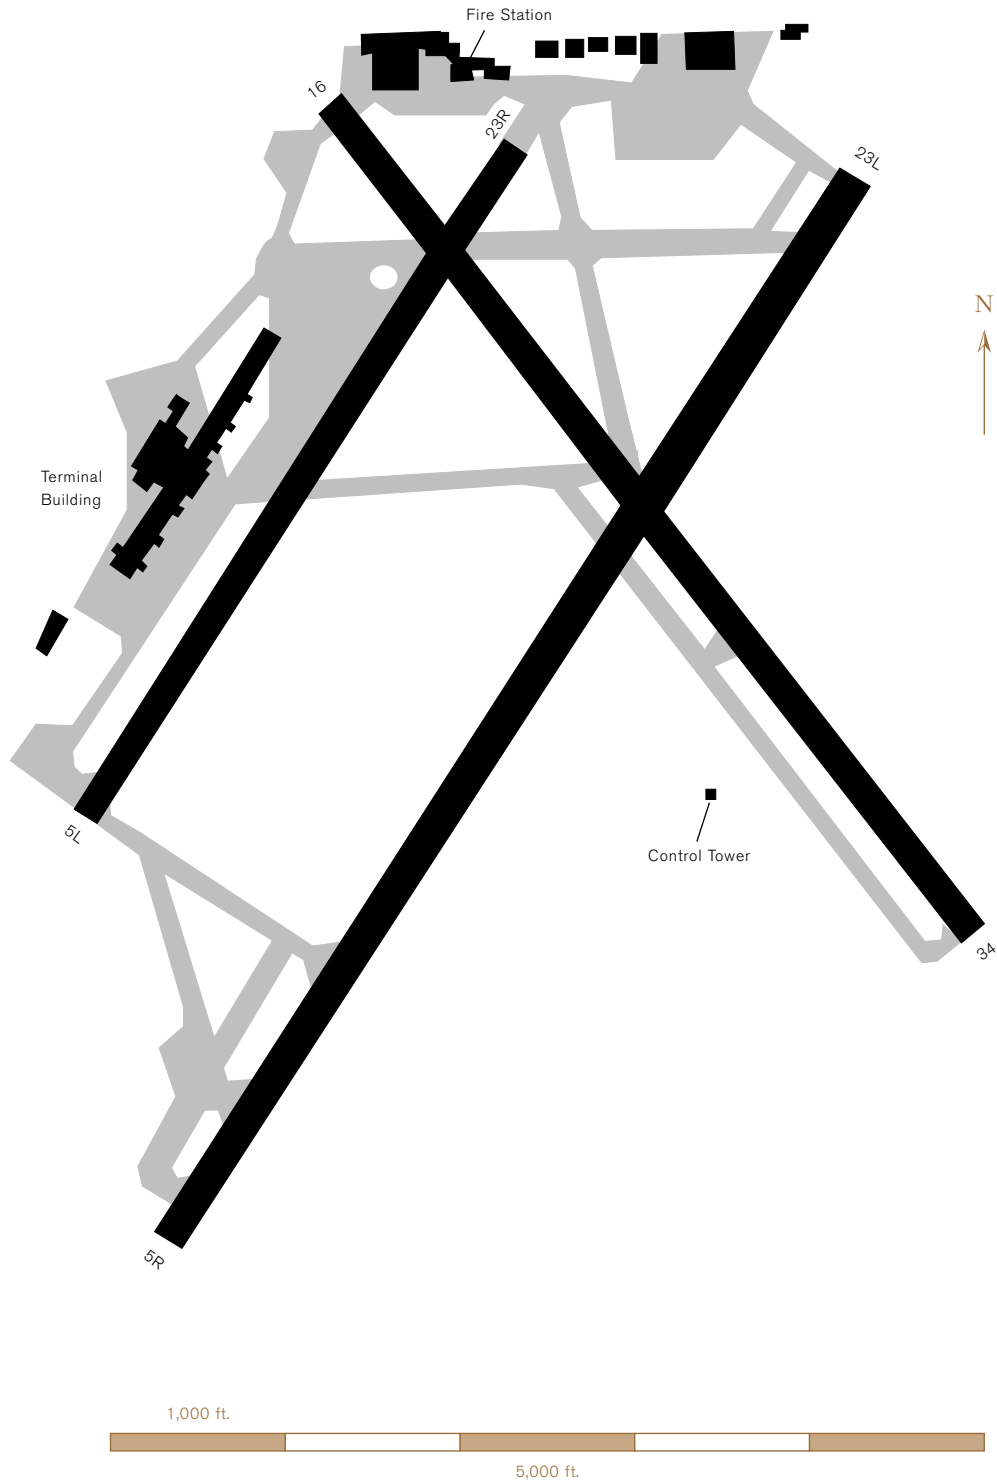 Fire Station
16
23R
23L
N
Terminal
Building
5L
Control Tower
34
5R
1,000 ft.
5,000 ft.